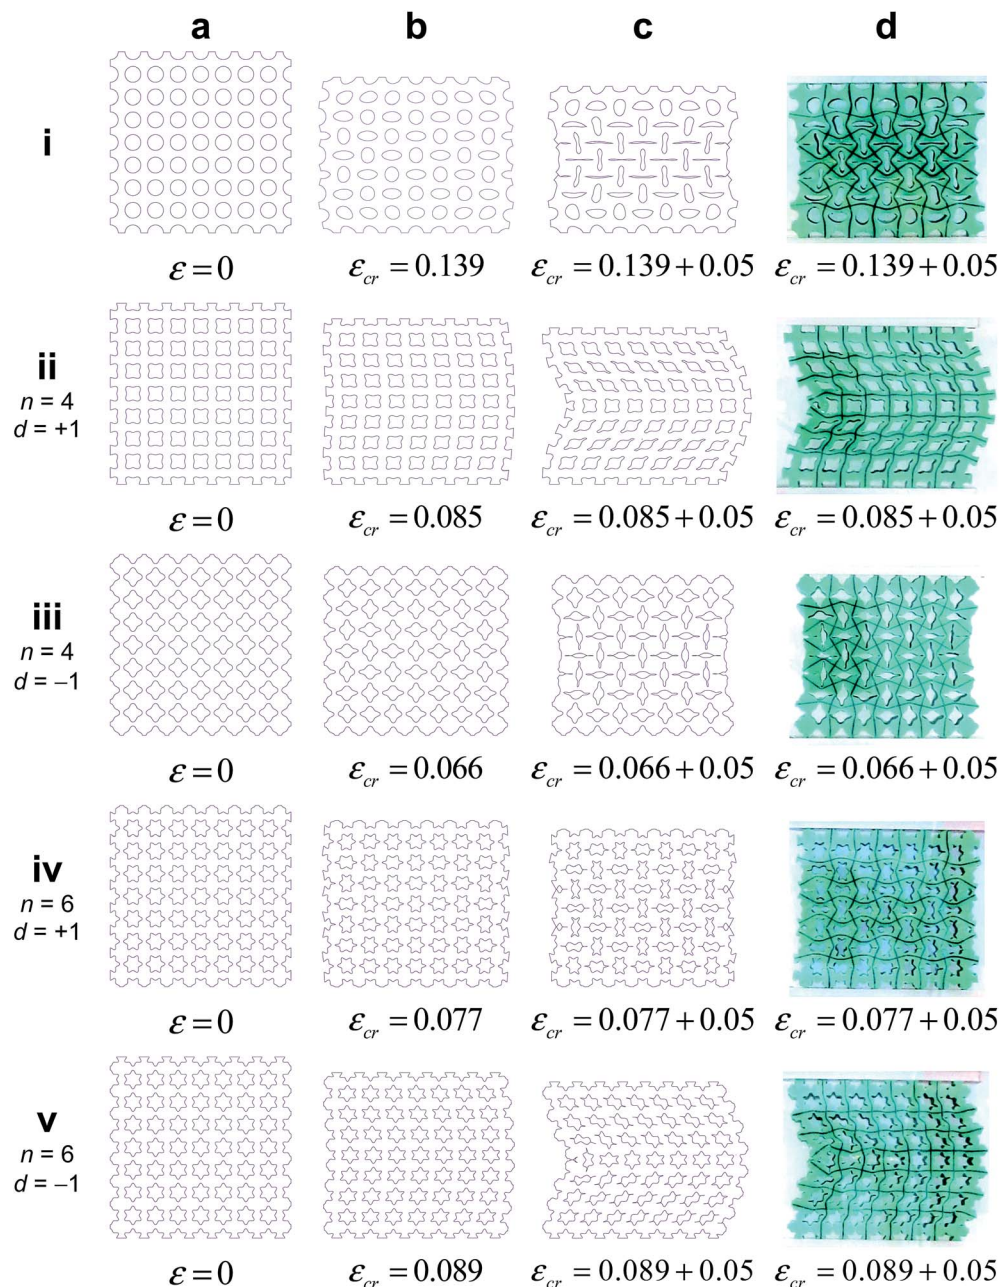 a b c d
i
ε = 0 ε_cr = 0.139 ε_cr = 0.139 + 0.05 ε_cr = 0.139 + 0.05
ii
n = 4
d = +1
ε = 0 ε_cr = 0.085 ε_cr = 0.085 + 0.05 ε_cr = 0.085 + 0.05
iii
n = 4
d = −1
ε = 0 ε_cr = 0.066 ε_cr = 0.066 + 0.05 ε_cr = 0.066 + 0.05
iv
n = 6
d = +1
ε = 0 ε_cr = 0.077 ε_cr = 0.077 + 0.05 ε_cr = 0.077 + 0.05
v
n = 6
d = −1
ε = 0 ε_cr = 0.089 ε_cr = 0.089 + 0.05 ε_cr = 0.089 + 0.05